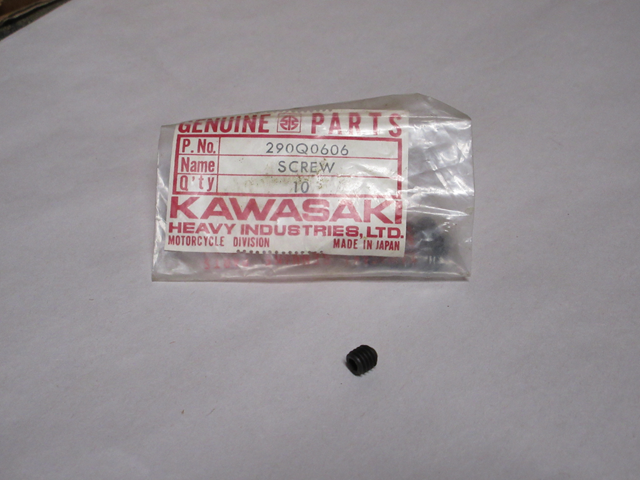 GENUINE PARTS
P. No. 290Q0606
Name SCREW
Q'ty 10
KAWASAKI
HEAVY INDUSTRIES, LTD.
MOTORCYCLE DIVISION MADE IN JAPAN